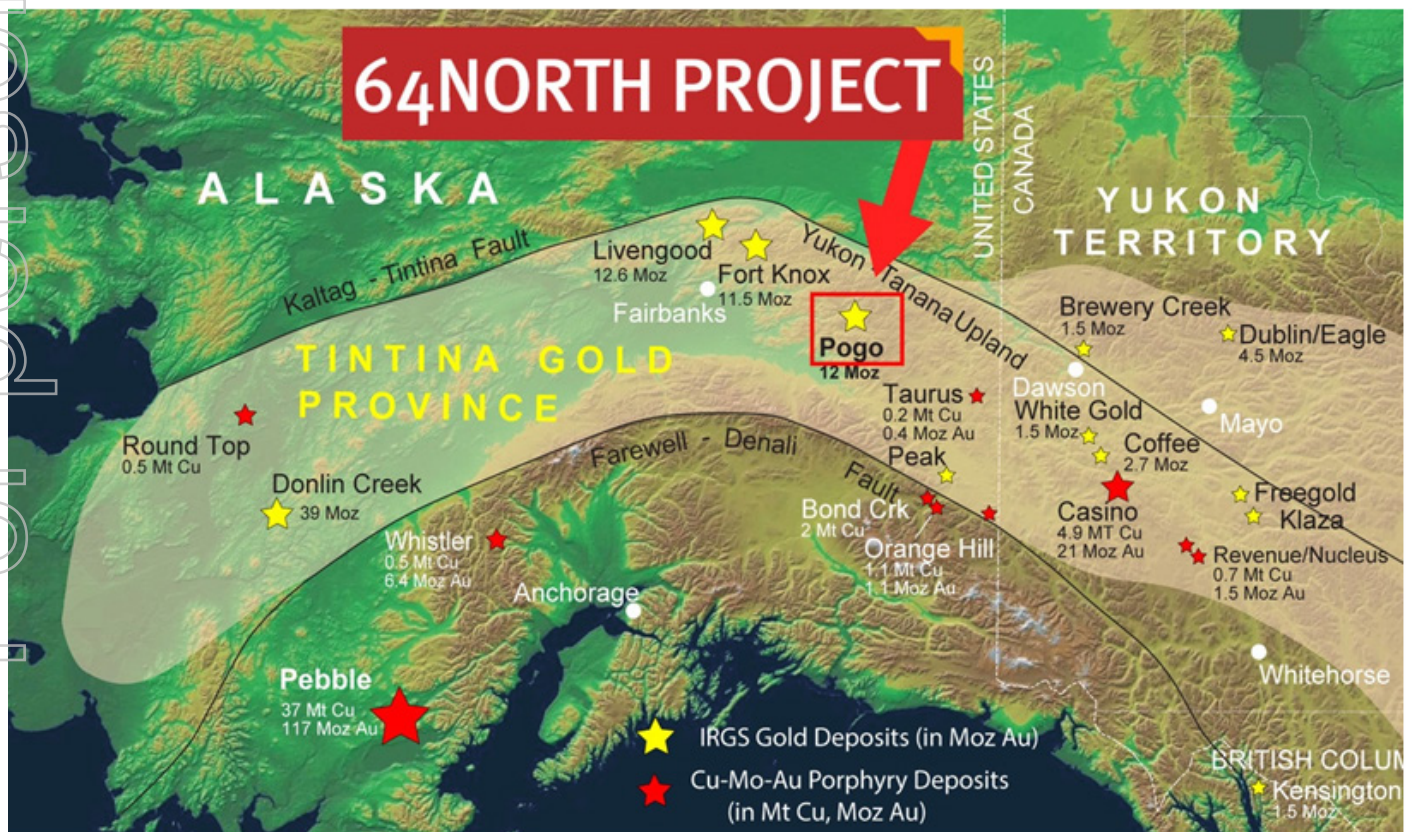 64NORTH PROJECT
ALASKA
UNITED STATES
CANADA
YUKON
TERRITORY
Kaltag - Tintina Fault
Livengood
12.6 Moz
Fort Knox
11.5 Moz
Fairbanks
Yukon - Tanana Upland
Pogo
12 Moz
Brewery Creek
1.5 Moz
Dublin/Eagle
4.5 Moz
Dawson
Mayo
TINTINA GOLD
PROVINCE
Taurus
0.2 Mt Cu
0.4 Moz Au
White Gold
1.5 Moz
Coffee
2.7 Moz
Round Top
0.5 Mt Cu
Farewell - Denali Fault
Peak
Donlin Creek
39 Moz
Bond Crk
2 Mt Cu
Orange Hill
1.1 Mt Cu
1.1 Moz Au
Casino
4.9 MT Cu
21 Moz Au
Freegold
Klaza
Revenue/Nucleus
0.7 Mt Cu
1.5 Moz Au
Whistler
0.5 Mt Cu
6.4 Moz Au
Anchorage
Whitehorse
Pebble
37 Mt Cu
117 Moz Au
IRGS Gold Deposits (in Moz Au)
Cu-Mo-Au Porphyry Deposits
(in Mt Cu, Moz Au)
BRITISH COLUM
Kensington
1.5 Moz